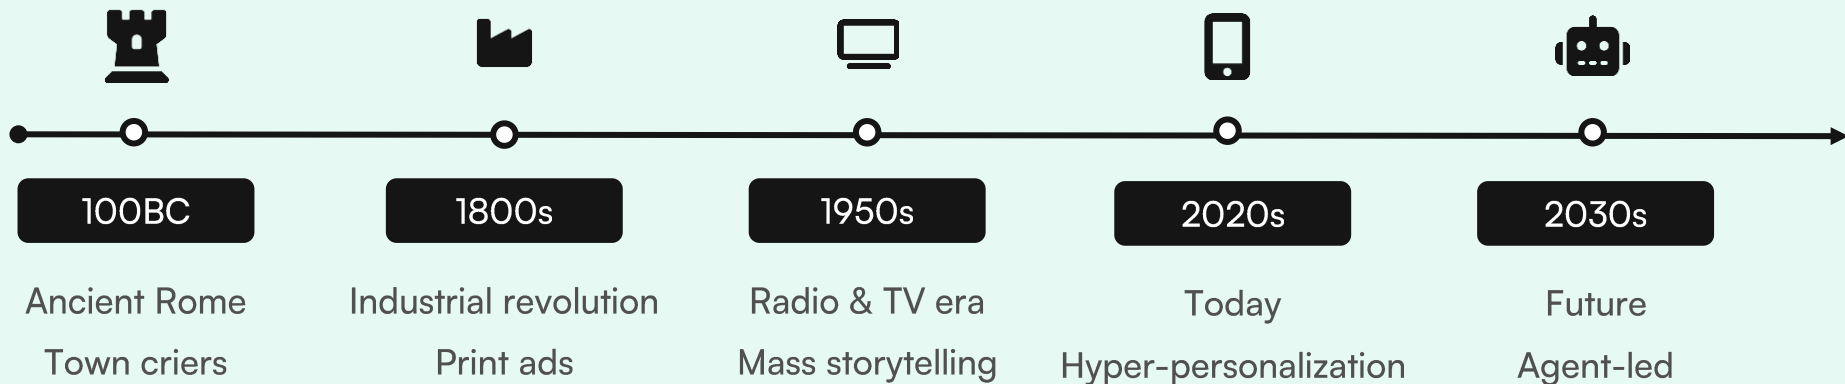 100BC
1800s
1950s
2020s
2030s
Ancient Rome
Industrial revolution
Radio & TV era
Today
Future
Town criers
Print ads
Mass storytelling
Hyper-personalization
Agent-led